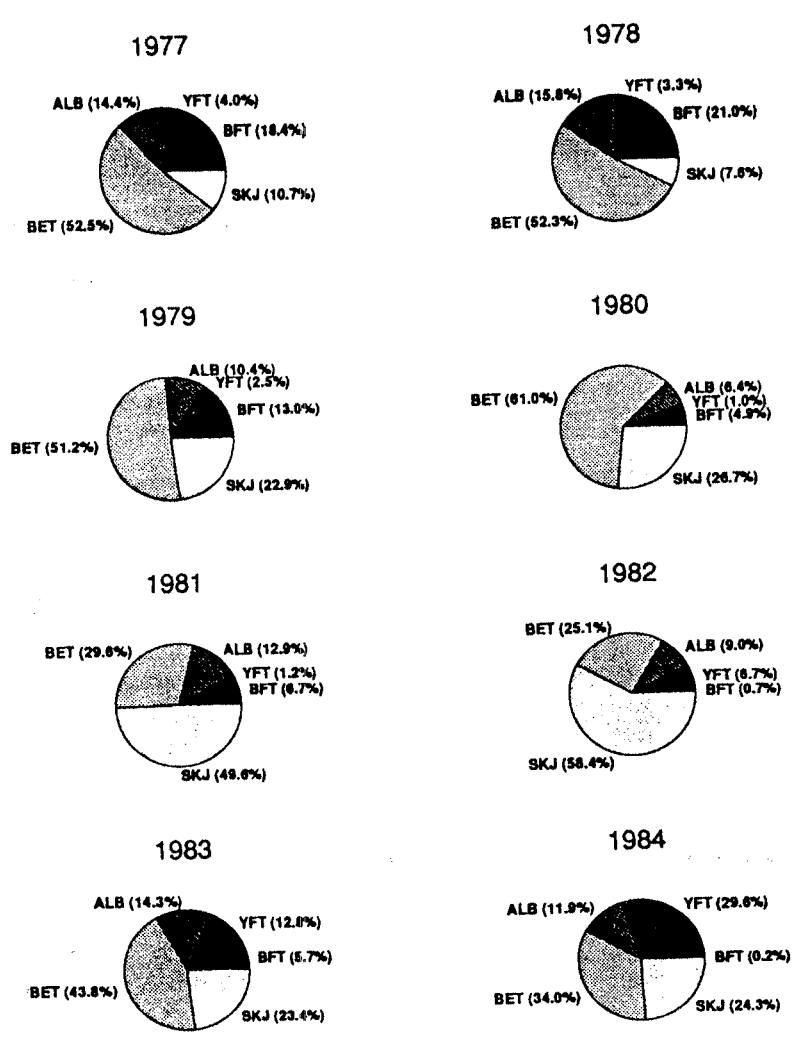 1977
ALB (14.4%)
YFT (4.0%)
BFT (18.4%)
SKJ (10.7%)
BET (52.5%)
1978
ALB (15.8%)
YFT (3.3%)
BFT (21.0%)
SKJ (7.6%)
BET (52.3%)
1979
ALB (10.4%)
YFT (2.5%)
BFT (13.0%)
BET (51.2%)
SKJ (22.9%)
1980
BET (61.0%)
ALB (6.4%)
YFT (1.0%)
BFT (4.9%)
SKJ (26.7%)
1981
BET (29.6%)
ALB (12.9%)
YFT (1.2%)
BFT (6.7%)
SKJ (49.6%)
1982
BET (25.1%)
ALB (9.0%)
YFT (6.7%)
BFT (0.7%)
SKJ (58.4%)
1983
ALB (14.3%)
YFT (12.8%)
BFT (5.7%)
BET (43.8%)
SKJ (23.4%)
1984
ALB (11.9%)
YFT (29.6%)
BFT (0.2%)
BET (34.0%)
SKJ (24.3%)